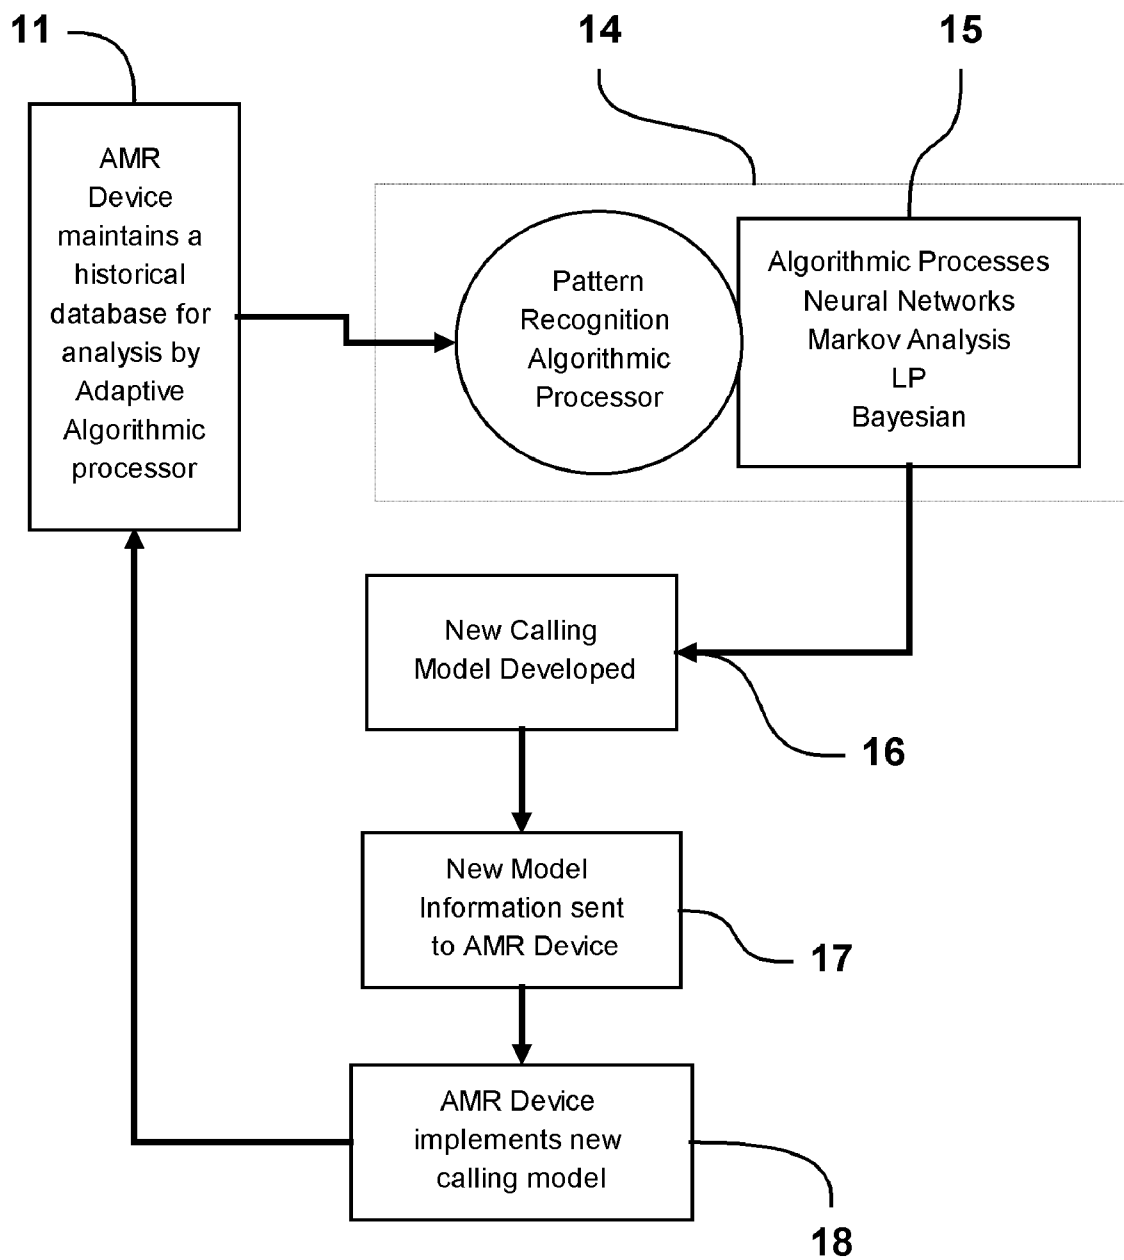 11
14
15
AMR
Device
maintains a
historical
database for
analysis by
Adaptive
Algorithmic
processor
Pattern
Recognition
Algorithmic
Processor
Algorithmic Processes
Neural Networks
Markov Analysis
LP
Bayesian
New Calling
Model Developed
16
New Model
Information sent
to AMR Device
17
AMR Device
implements new
calling model
18